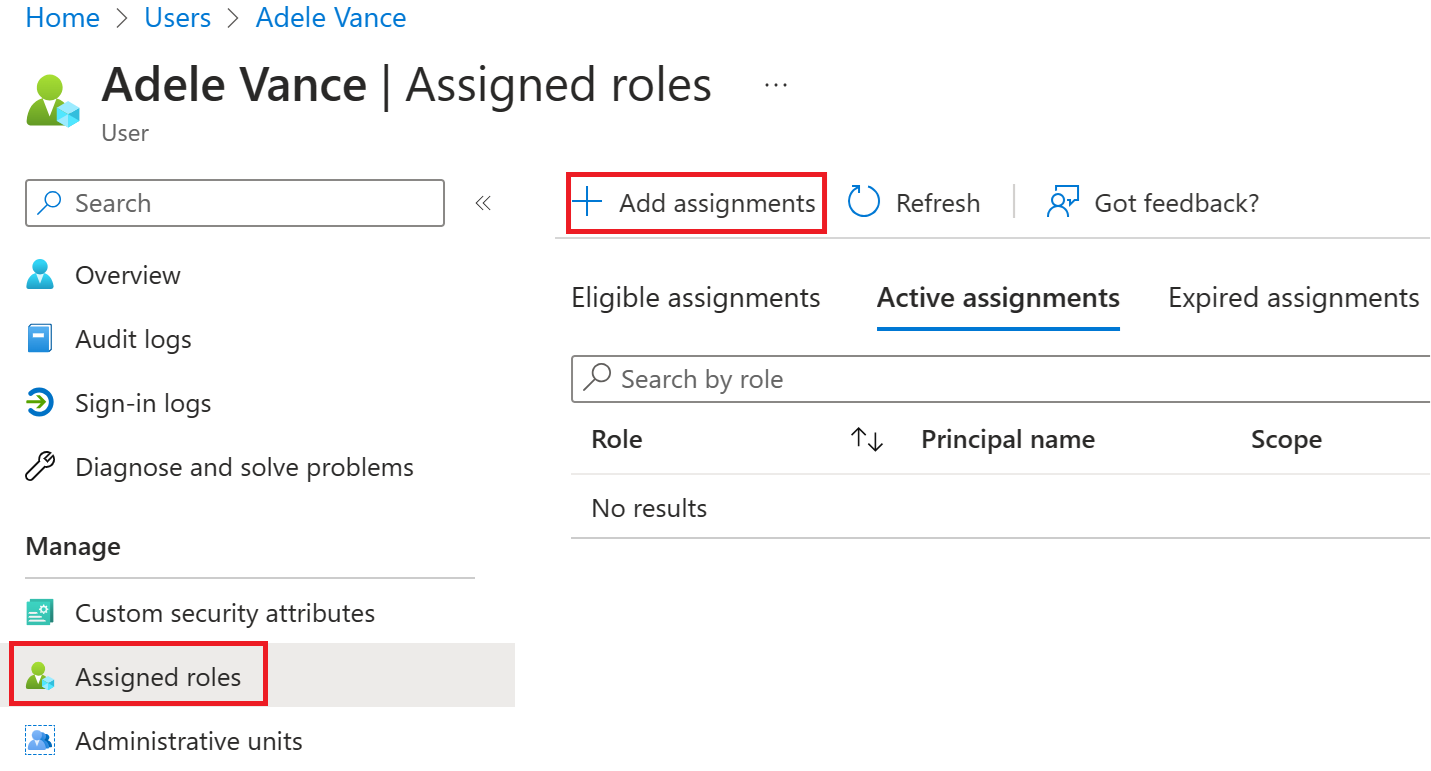 Home > Users > Adele Vance
Adele Vance | Assigned roles ...
User
Search
Overview
Audit logs
Sign-in logs
Diagnose and solve problems
Manage
Custom security attributes
Assigned roles
Administrative units
Add assignments Refresh Got feedback?
Eligible assignments Active assignments Expired assignments
Search by role
Role Principal name Scope
No results